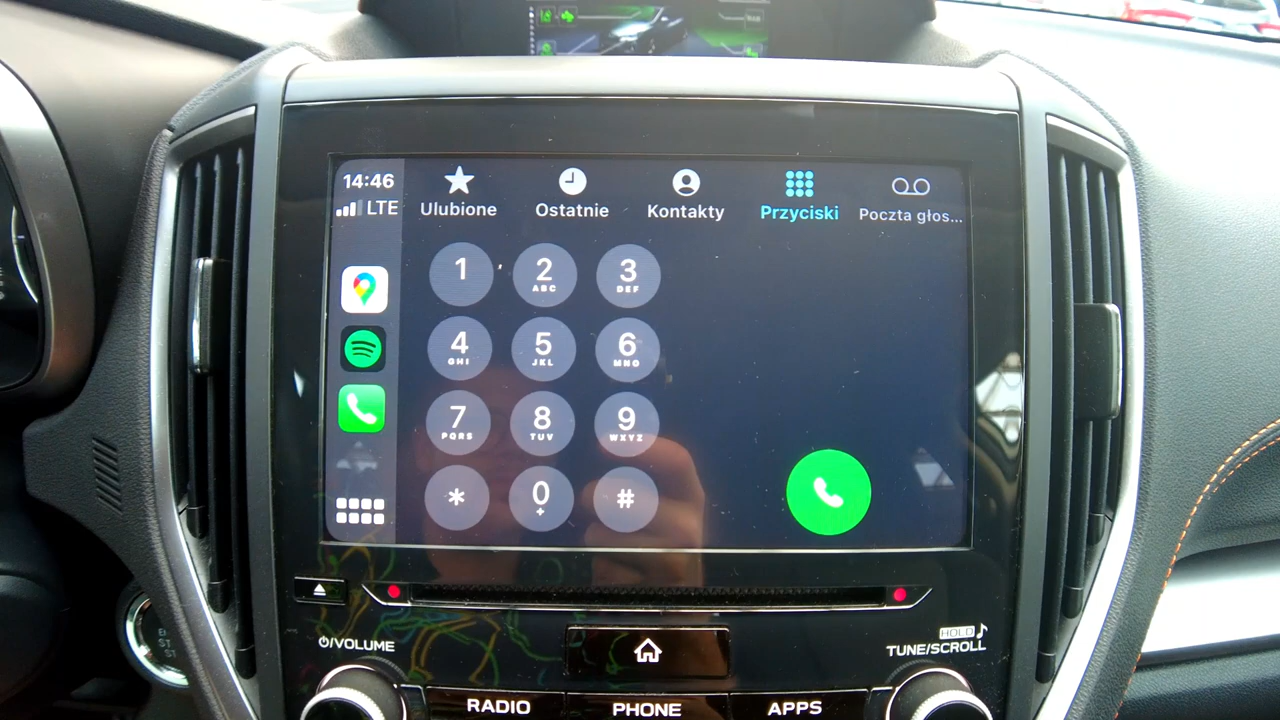 14:46
LTE
Ulubione
Ostatnie
Kontakty
Przyciski
Poczta głos...
1
2
ABC
3
DEF
4
GHI
5
JKL
6
MNO
7
PQRS
8
TUV
9
WXYZ
*
0
+
#
/VOLUME
HOLD
TUNE/SCROLL
RADIO
PHONE
APPS